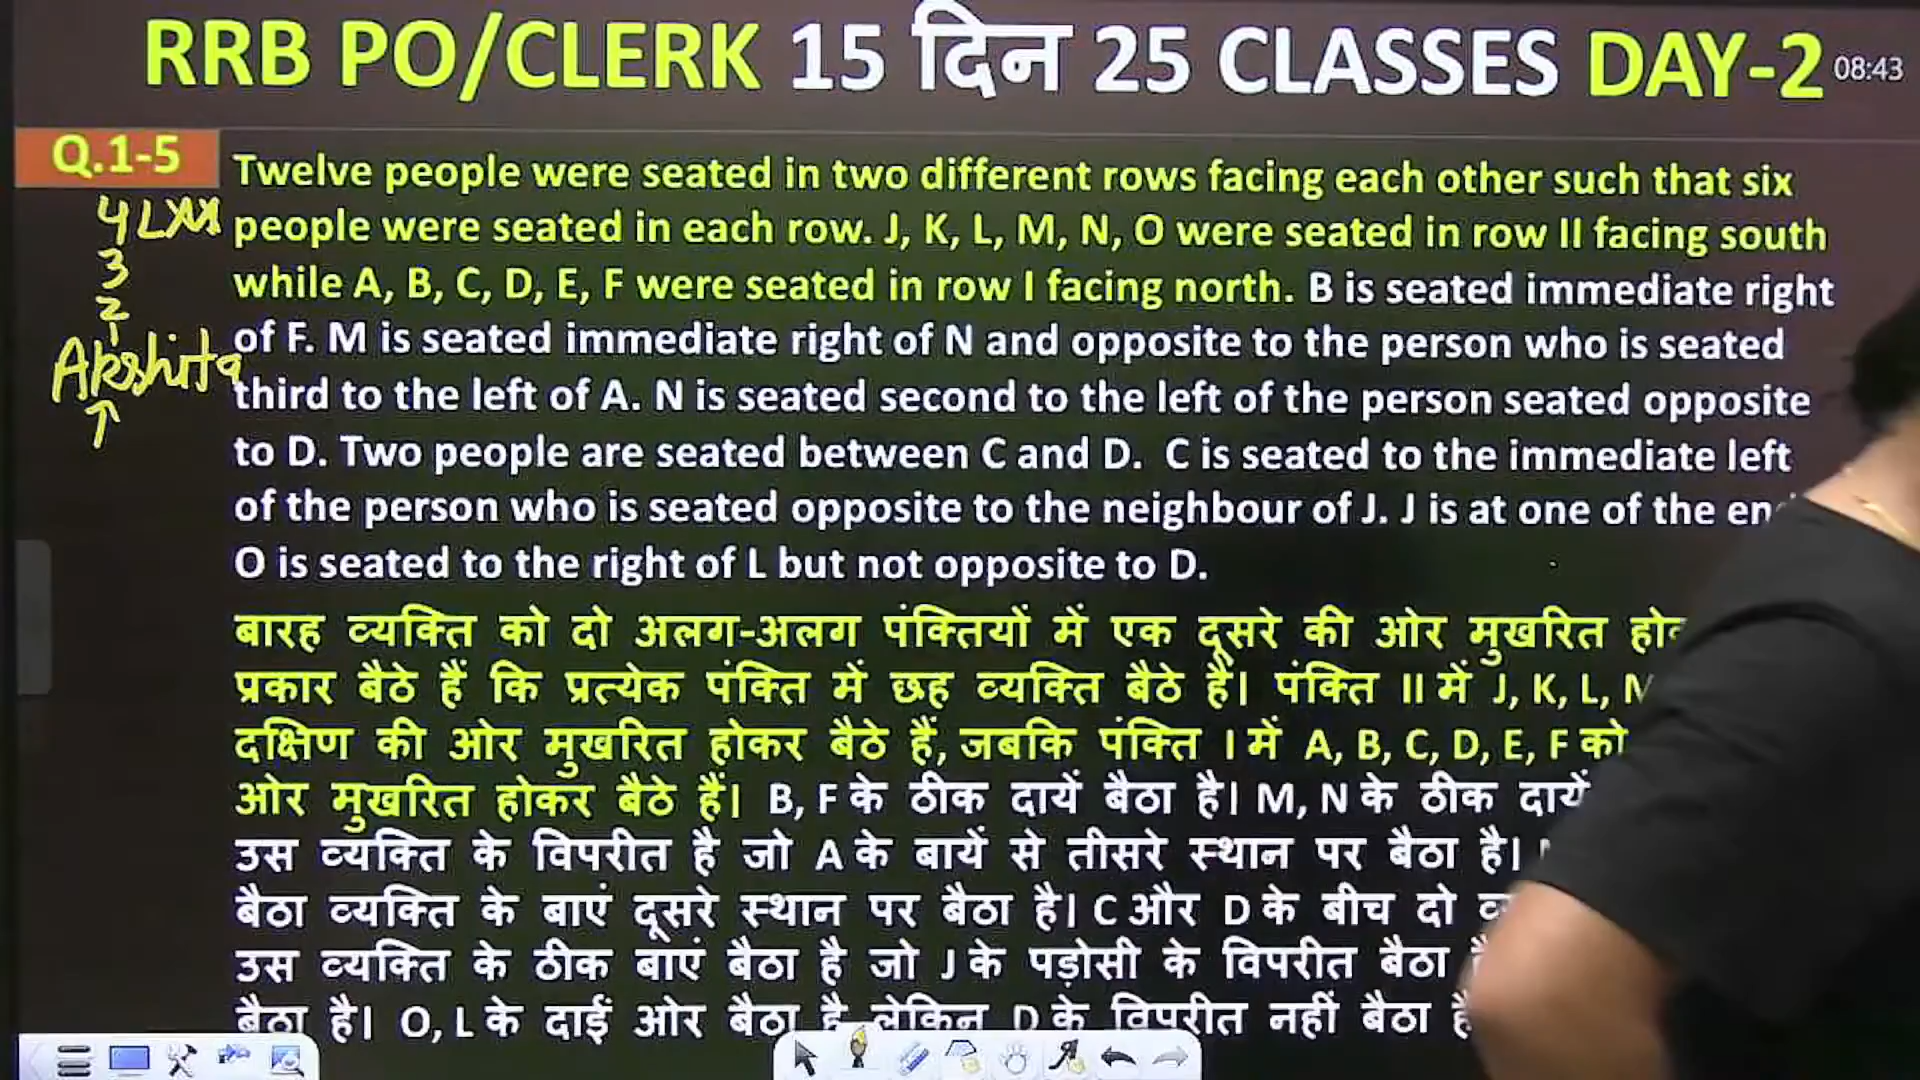 RRB PO/CLERK 15 दिन 25 CLASSES DAY-2 08:43
Q.1-5
Twelve people were seated in two different rows facing each other such that six
people were seated in each row. J, K, L, M, N, O were seated in row II facing south
while A, B, C, D, E, F were seated in row I facing north. B is seated immediate right
of F. M is seated immediate right of N and opposite to the person who is seated
third to the left of A. N is seated second to the left of the person seated opposite
to D. Two people are seated between C and D. C is seated to the immediate left
of the person who is seated opposite to the neighbour of J. J is at one of the
O is seated to the right of L but not opposite to D.
4
3
2
Akshita
बारह व्यक्ति को दो अलग-अलग पंक्तियों में एक दूसरे की ओर मुखरित
प्रकार बैठे हैं कि प्रत्येक पंक्ति में छह व्यक्ति बैठे हैं। पंक्ति II में J, K, L,
दक्षिण की ओर मुखरित होकर बैठे हैं, जबकि पंक्ति I में A, B, C, D, E, F को
ओर मुखरित होकर बैठे हैं। B, F के ठीक दायें बैठा है। M, N के ठीक दायें
उस व्यक्ति के विपरीत है जो A के बायें से तीसरे स्थान पर बैठा है।
बैठा व्यक्ति के बाएं दूसरे स्थान पर बैठा है। C और D के बीच दो
उस व्यक्ति के ठीक बाएं बैठा है जो J के पड़ोसी के विपरीत बैठा
बैठा है। O, L के दाईं ओर बैठा है लेकिन D के विपरीत नहीं बैठा